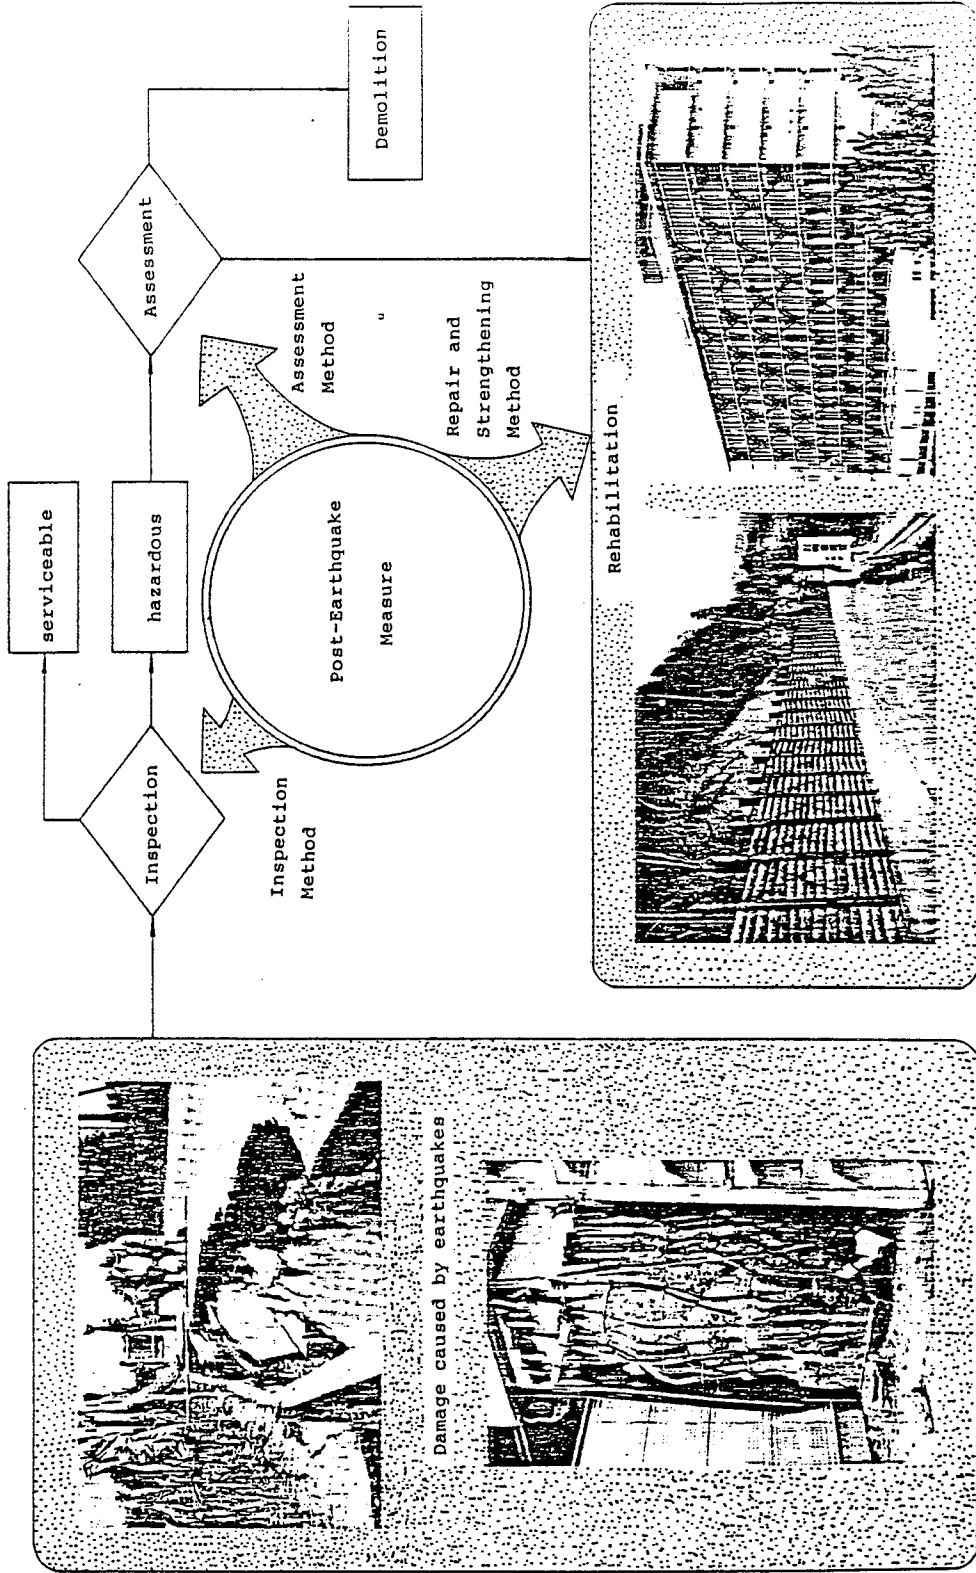 Damage caused by earthquakes
Inspection
serviceable
hazardous
Assessment
Demolition
Inspection
Method
Post-Earthquake
Measure
Assessment
Method
"
Repair and
Strengthening
Method
Rehabilitation